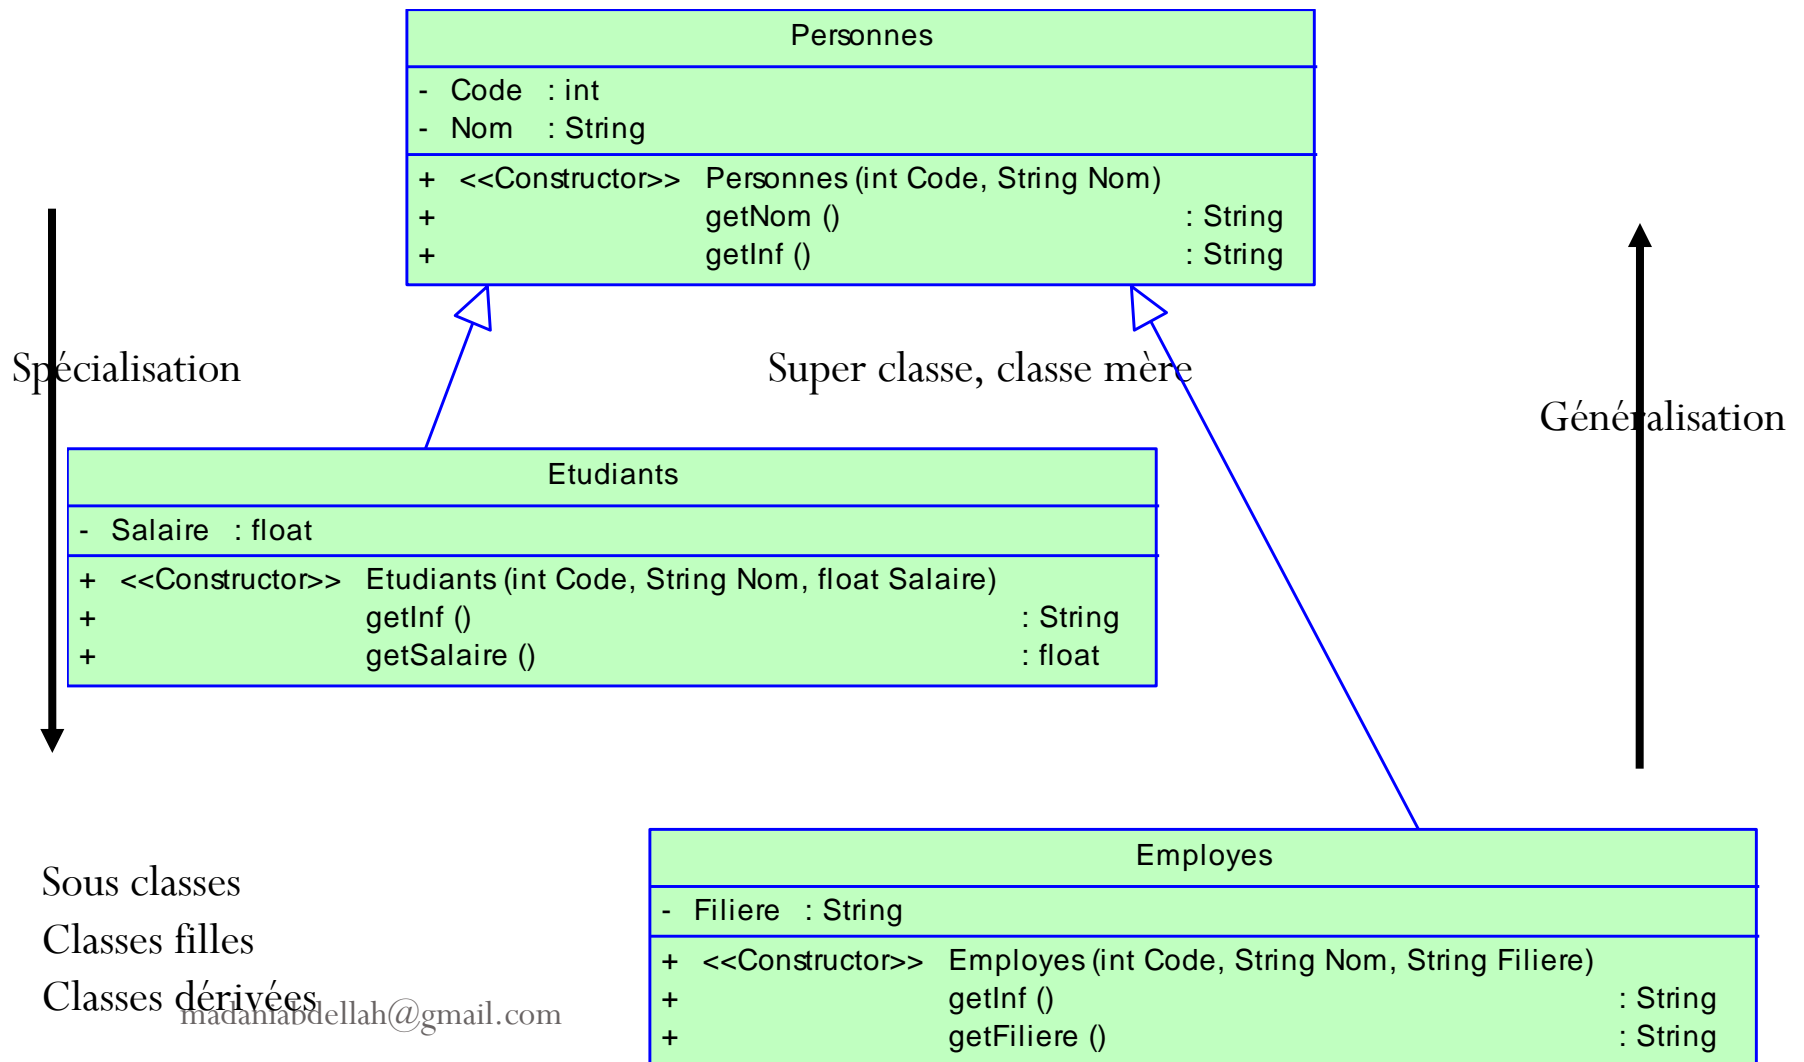 Personnes
- Code : int
- Nom : String
+ <<Constructor>> Personnes (int Code, String Nom)
+ getNom () : String
+ getInf () : String
Spécialisation
Super classe, classe mère
Généralisation
Etudiants
- Salaire : float
+ <<Constructor>> Etudiants (int Code, String Nom, float Salaire)
+ getInf () : String
+ getSalaire () : float
Employes
- Filiere : String
+ <<Constructor>> Employes (int Code, String Nom, String Filiere)
+ getInf () : String
+ getFiliere () : String
Sous classes
Classes filles
Classes dérivées
madaniabdellah@gmail.com